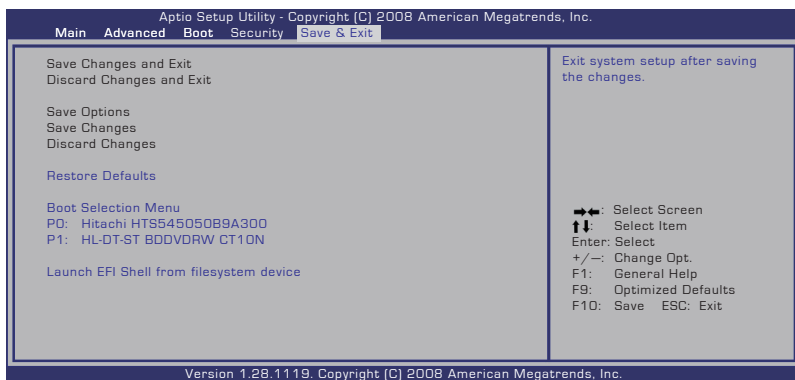 Aptio Setup Utility - Copyright (C) 2008 American Megatrends, Inc.
Main Advanced Boot Security Save & Exit
Save Changes and Exit
Discard Changes and Exit
Save Options
Save Changes
Discard Changes
Restore Defaults
Boot Selection Menu
P0: Hitachi HTS545050B9A300
P1: HL-DT-ST BDDVDRW CT10N
Launch EFI Shell from filesystem device
Exit system setup after saving
the changes.
→←: Select Screen
↑↓: Select Item
Enter: Select
+/—: Change Opt.
F1: General Help
F9: Optimized Defaults
F10: Save ESC: Exit
Version 1.28.1119. Copyright (C) 2008 American Megatrends, Inc.